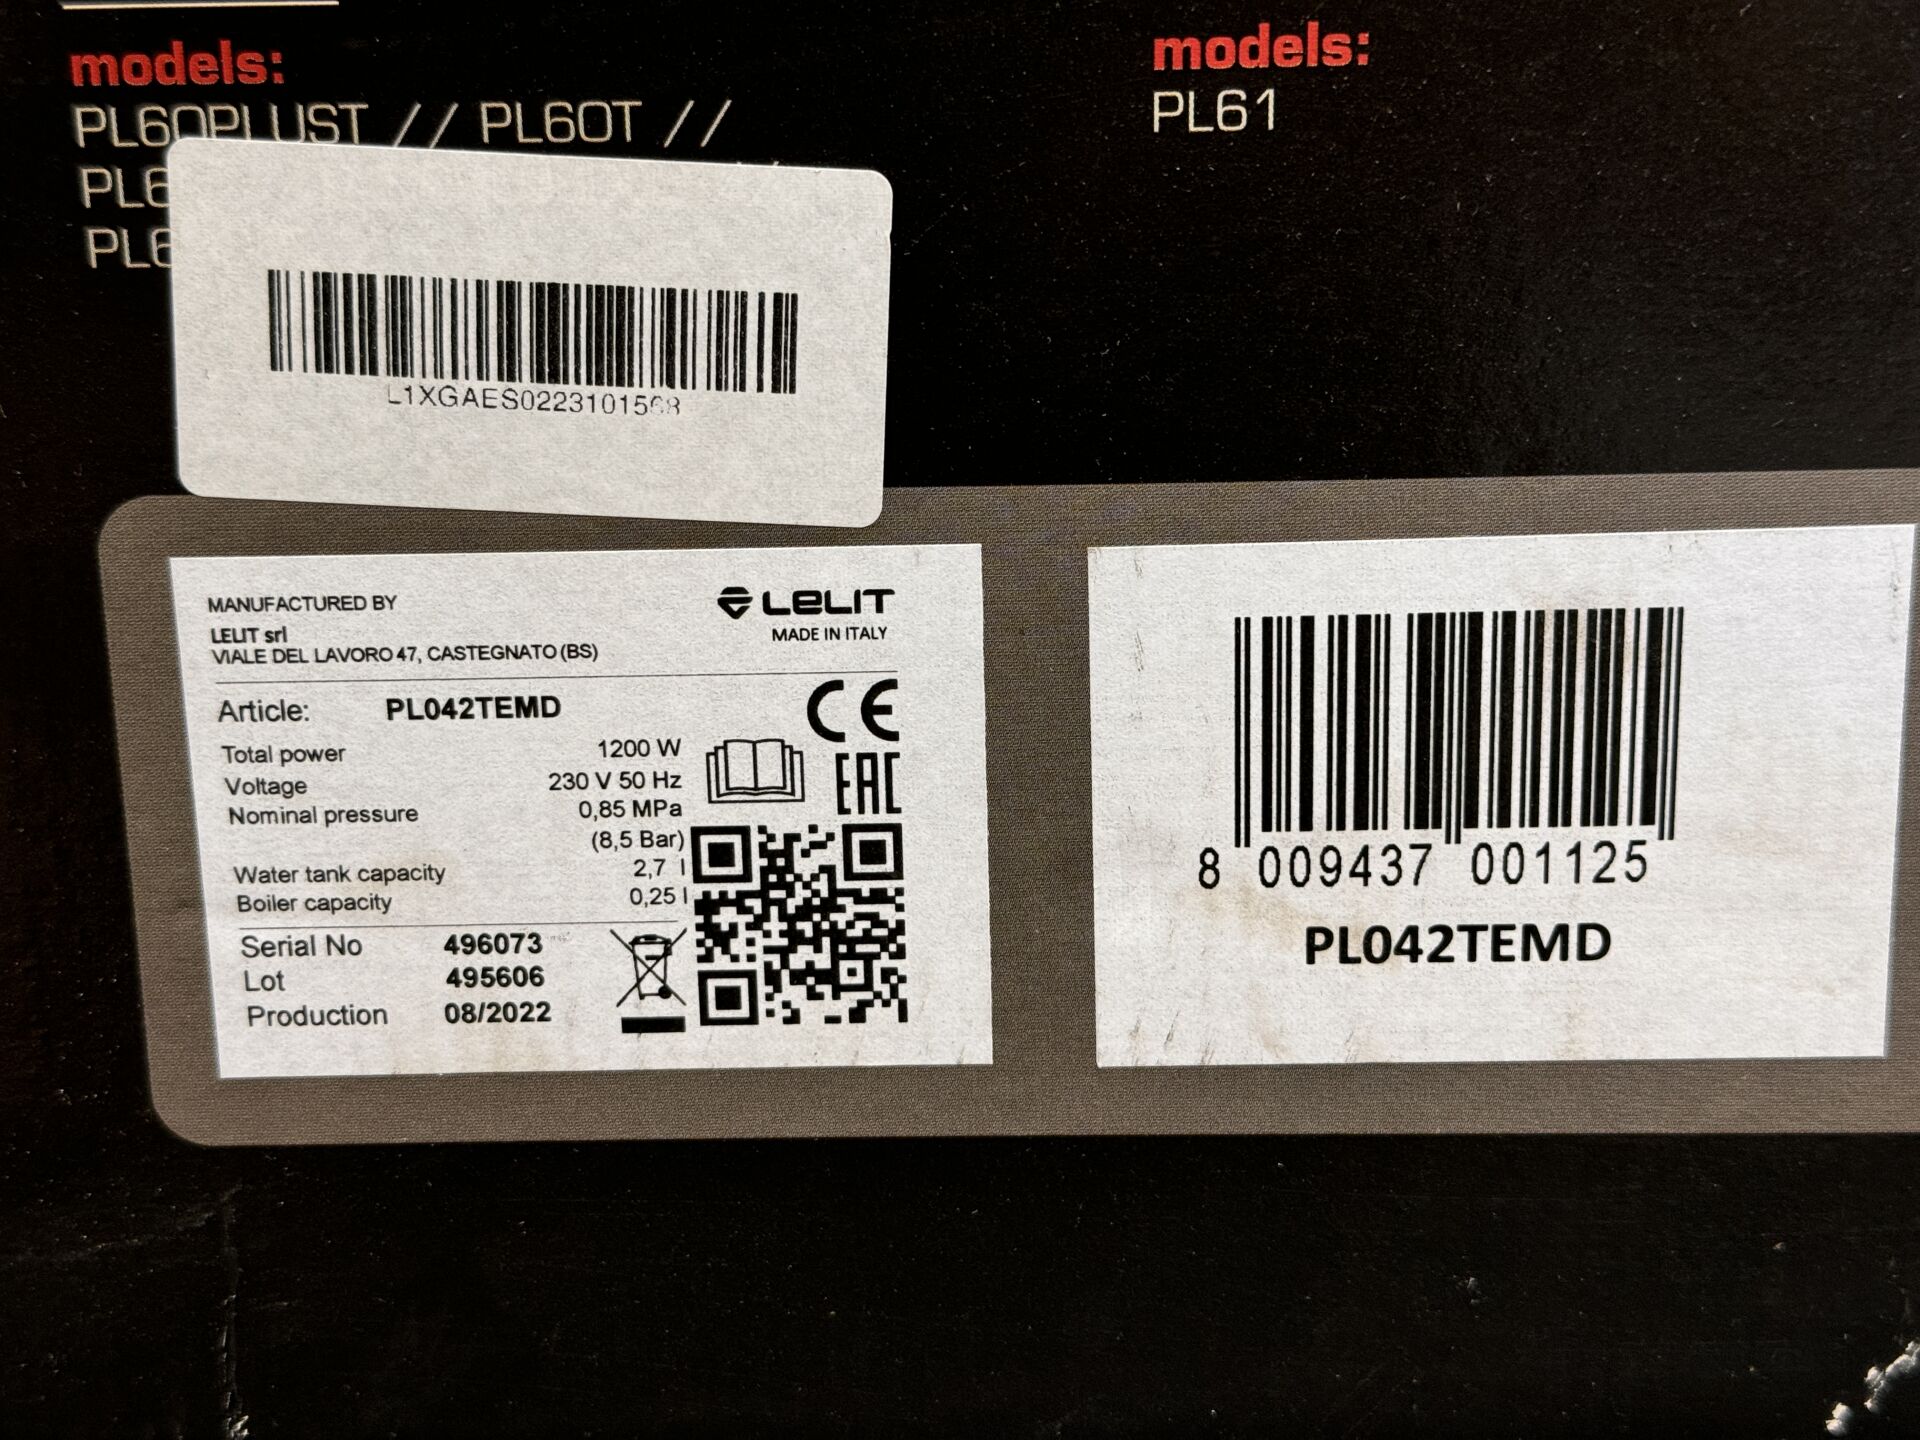 models:
PL60PLUST // PL60T //
PL6
PL6
models:
PL61
L1XGAES0223101568
MANUFACTURED BY
LELIT srl
VIALE DEL LAVORO 47, CASTEGNATO (BS)
LELIT
MADE IN ITALY
Article: PL042TEMD
CE
EAC
Total power 1200 W
Voltage 230 V 50 Hz
Nominal pressure 0,85 MPa
(8,5 Bar)
Water tank capacity 2,7 l
Boiler capacity 0,25 l
Serial No 496073
Lot 495606
Production 08/2022
8 009437 001125
PL042TEMD